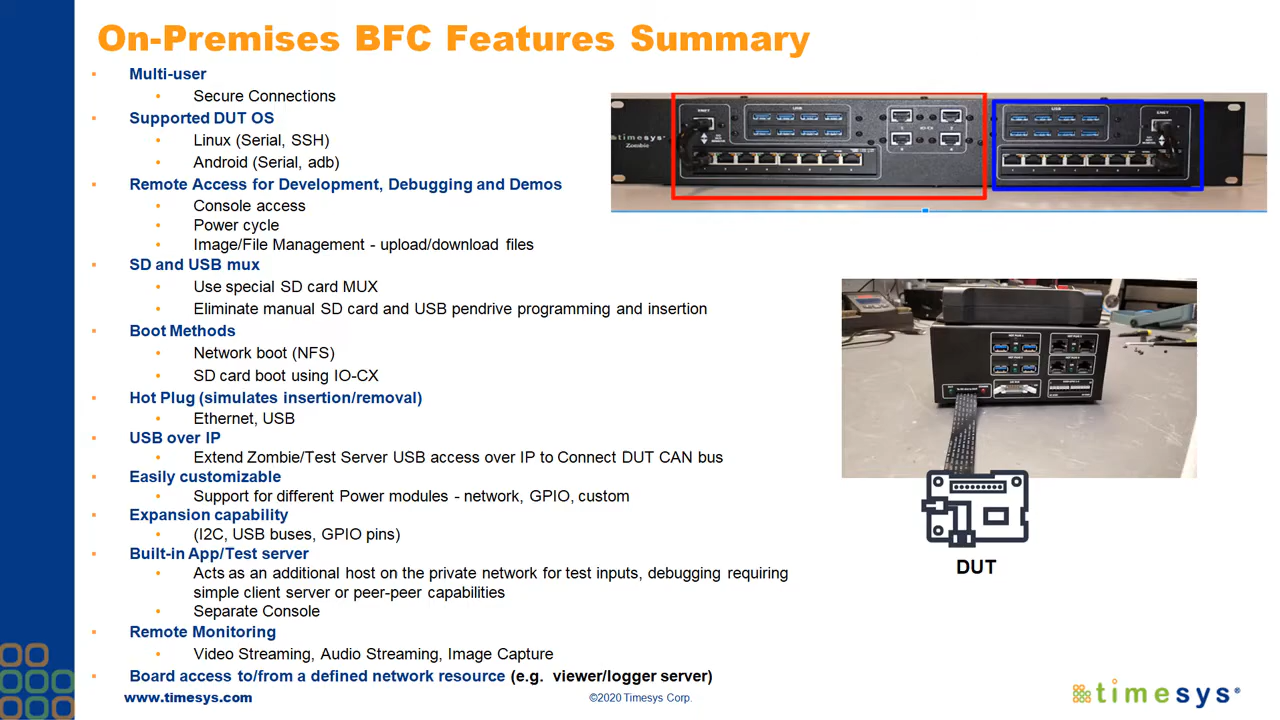 On-Premises BFC Features Summary
Multi-user
Secure Connections
Supported DUT OS
Linux (Serial, SSH)
Android (Serial, adb)
Remote Access for Development, Debugging and Demos
Console access
Power cycle
Image/File Management - upload/download files
SD and USB mux
Use special SD card MUX
Eliminate manual SD card and USB pendrive programming and insertion
Boot Methods
Network boot (NFS)
SD card boot using IO-CX
Hot Plug (simulates insertion/removal)
Ethernet, USB
USB over IP
Extend Zombie/Test Server USB access over IP to Connect DUT CAN bus
Easily customizable
Support for different Power modules - network, GPIO, custom
Expansion capability
(I2C, USB buses, GPIO pins)
Built-in App/Test server
Acts as an additional host on the private network for test inputs, debugging requiring
simple client server or peer-peer capabilities
Separate Console
Remote Monitoring
Video Streaming, Audio Streaming, Image Capture
Board access to/from a defined network resource (e.g. viewer/logger server)
timesys
Zombie
USB
USB
DUT
www.timesys.com
©2020 Timesys Corp.
timesys®